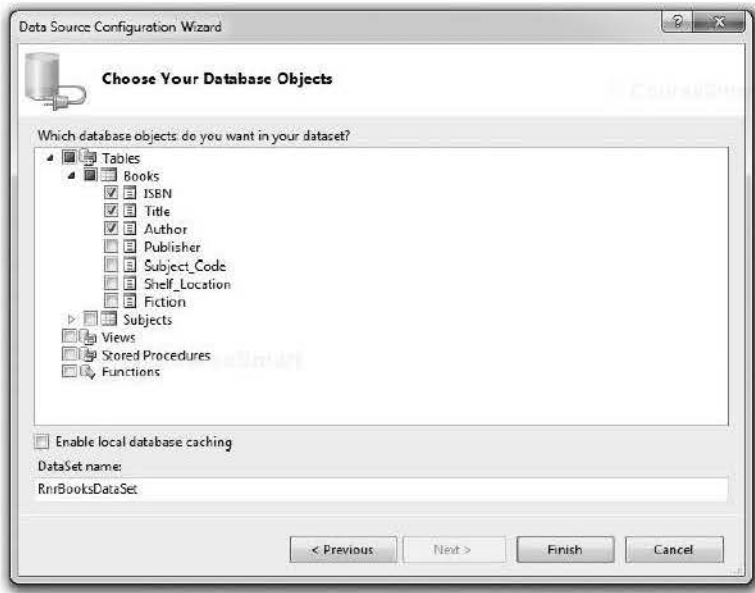 Data Source Configuration Wizard
Choose Your Database Objects
Which database objects do you want in your dataset?
Tables
Books
ISBN
Title
Author
Publisher
Subject_Code
Shelf_Location
Fiction
Subjects
Views
Stored Procedures
Functions
Enable local database caching
DataSet name:
RnrBooksDataSet
< Previous
Next >
Finish
Cancel